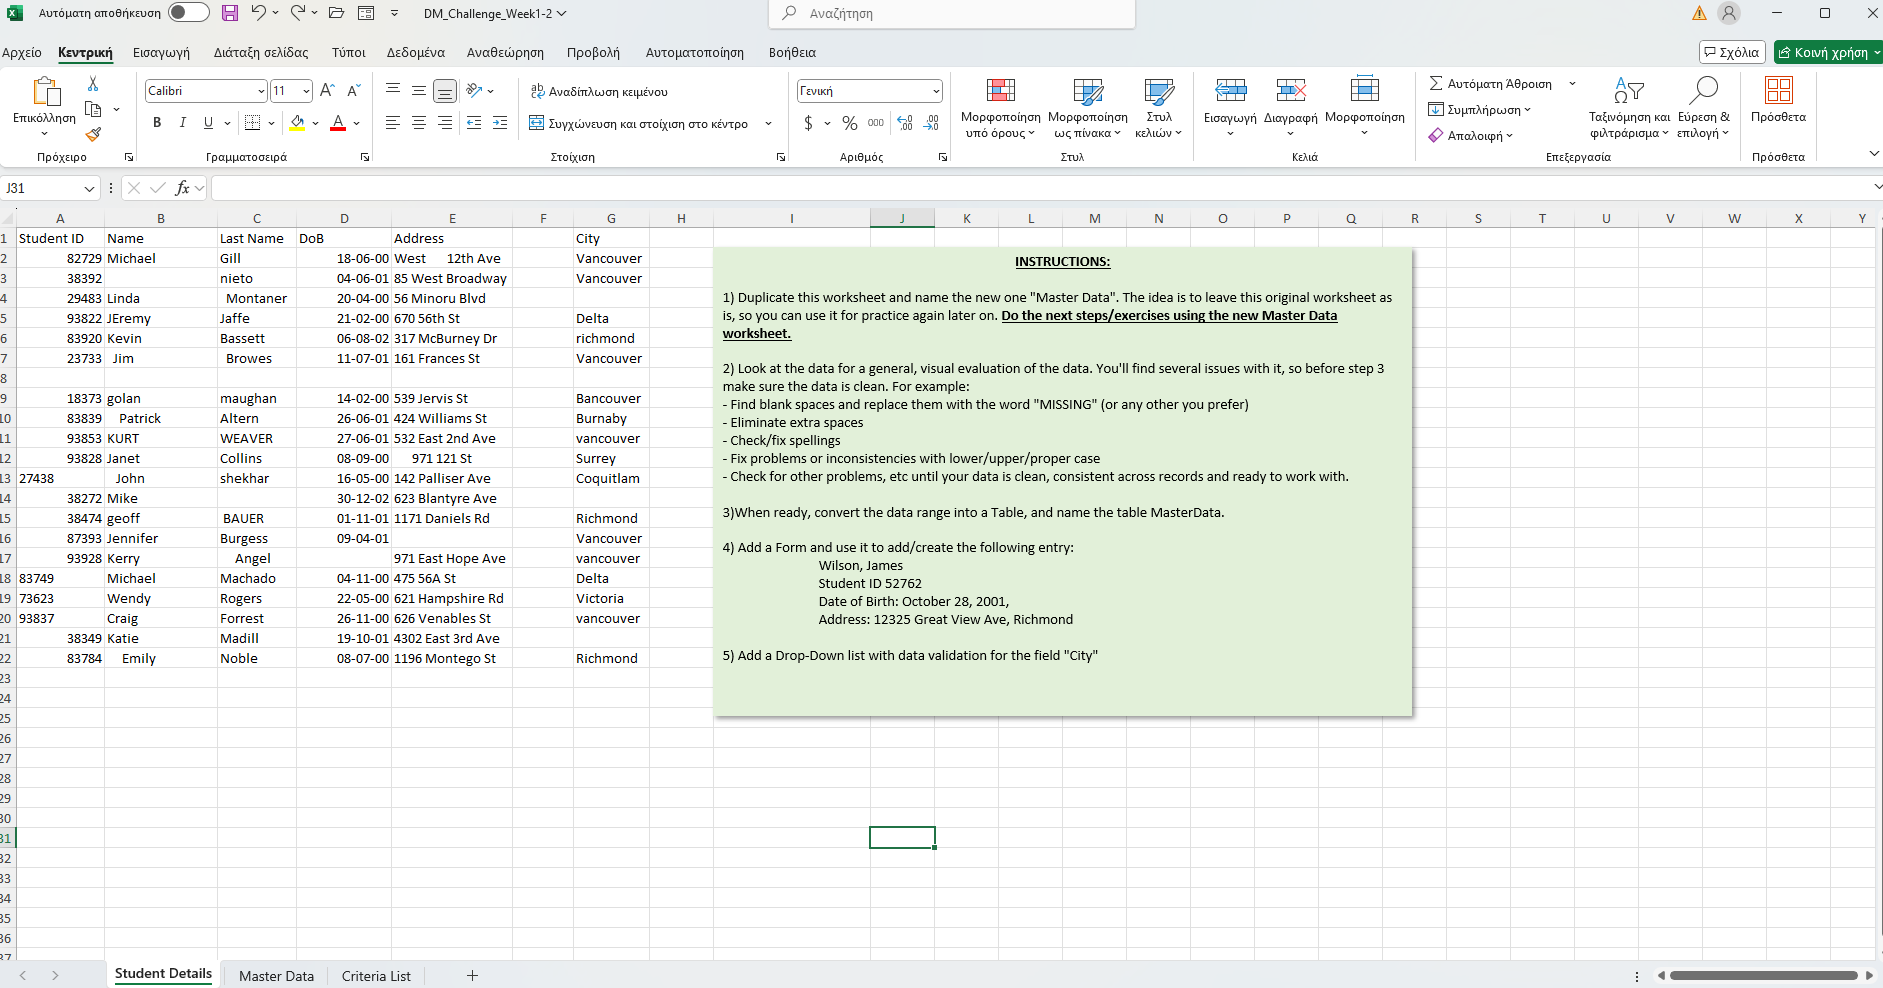 Αυτόματη αποθήκευση DM_Challenge_Week1-2 Αναζήτηση
Αρχείο Κεντρική Εισαγωγή Διάταξη σελίδας Τύποι Δεδομένα Αναθεώρηση Προβολή Αυτοματοποίηση Βοήθεια Σχόλια Κοινή χρήση
Επικόλληση
Πρόχειρο
Calibri 11
B I U
Γραμματοσειρά
Αναδίπλωση κειμένου
Συγχώνευση και στοίχιση στο κέντρο
Στοίχιση
Γενική
$ % 000
Αριθμός
Μορφοποίηση υπό όρους
Μορφοποίηση ως πίνακα
Στυλ κελιών
Στυλ
Εισαγωγή Διαγραφή Μορφοποίηση
Κελιά
Αυτόματη Άθροιση
Συμπλήρωση
Απαλοιφή
Ταξινόμηση και φιλτράρισμα
Εύρεση & επιλογή
Επεξεργασία
Πρόσθετα
Πρόσθετα
J31 fx
A B C D E F G H I J K L M N O P Q R S T U V W X Y
1 Student ID Name Last Name DoB Address City
2 82729 Michael Gill 18-06-00 West 12th Ave Vancouver
3 38392 nieto 04-06-01 85 West Broadway Vancouver
4 29483 Linda Montaner 20-04-00 56 Minoru Blvd
5 93822 JEremy Jaffe 21-02-00 670 56th St Delta
6 83920 Kevin Bassett 06-08-02 317 McBurney Dr richmond
7 23733 Jim Browes 11-07-01 161 Frances St Vancouver
8
9 18373 golan maughan 14-02-00 539 Jervis St Bancouver
10 83839 Patrick Altern 26-06-01 424 Williams St Burnaby
11 93853 KURT WEAVER 27-06-01 532 East 2nd Ave vancouver
12 93828 Janet Collins 08-09-00 971 121 St Surrey
13 27438 John shekhar 16-05-00 142 Palliser Ave Coquitlam
14 38272 Mike 30-12-02 623 Blantyre Ave
15 38474 geoff BAUER 01-11-01 1171 Daniels Rd Richmond
16 87393 Jennifer Burgess 09-04-01 Vancouver
17 93928 Kerry Angel 971 East Hope Ave vancouver
18 83749 Michael Machado 04-11-00 475 56A St Delta
19 73623 Wendy Rogers 22-05-00 621 Hampshire Rd Victoria
20 93837 Craig Forrest 26-11-00 626 Venables St vancouver
21 38349 Katie Madill 19-10-01 4302 East 3rd Ave
22 83784 Emily Noble 08-07-00 1196 Montego St Richmond
23
24
25
26
27
28
29
30
31
32
33
34
35
36
37
INSTRUCTIONS:
1) Duplicate this worksheet and name the new one "Master Data". The idea is to leave this original worksheet as
is, so you can use it for practice again later on. Do the next steps/exercises using the new Master Data
worksheet.
2) Look at the data for a general, visual evaluation of the data. You'll find several issues with it, so before step 3
make sure the data is clean. For example:
- Find blank spaces and replace them with the word "MISSING" (or any other you prefer)
- Eliminate extra spaces
- Check/fix spellings
- Fix problems or inconsistencies with lower/upper/proper case
- Check for other problems, etc until your data is clean, consistent across records and ready to work with.
3)When ready, convert the data range into a Table, and name the table MasterData.
4) Add a Form and use it to add/create the following entry:
Wilson, James
Student ID 52762
Date of Birth: October 28, 2001,
Address: 12325 Great View Ave, Richmond
5) Add a Drop-Down list with data validation for the field "City"
Student Details Master Data Criteria List